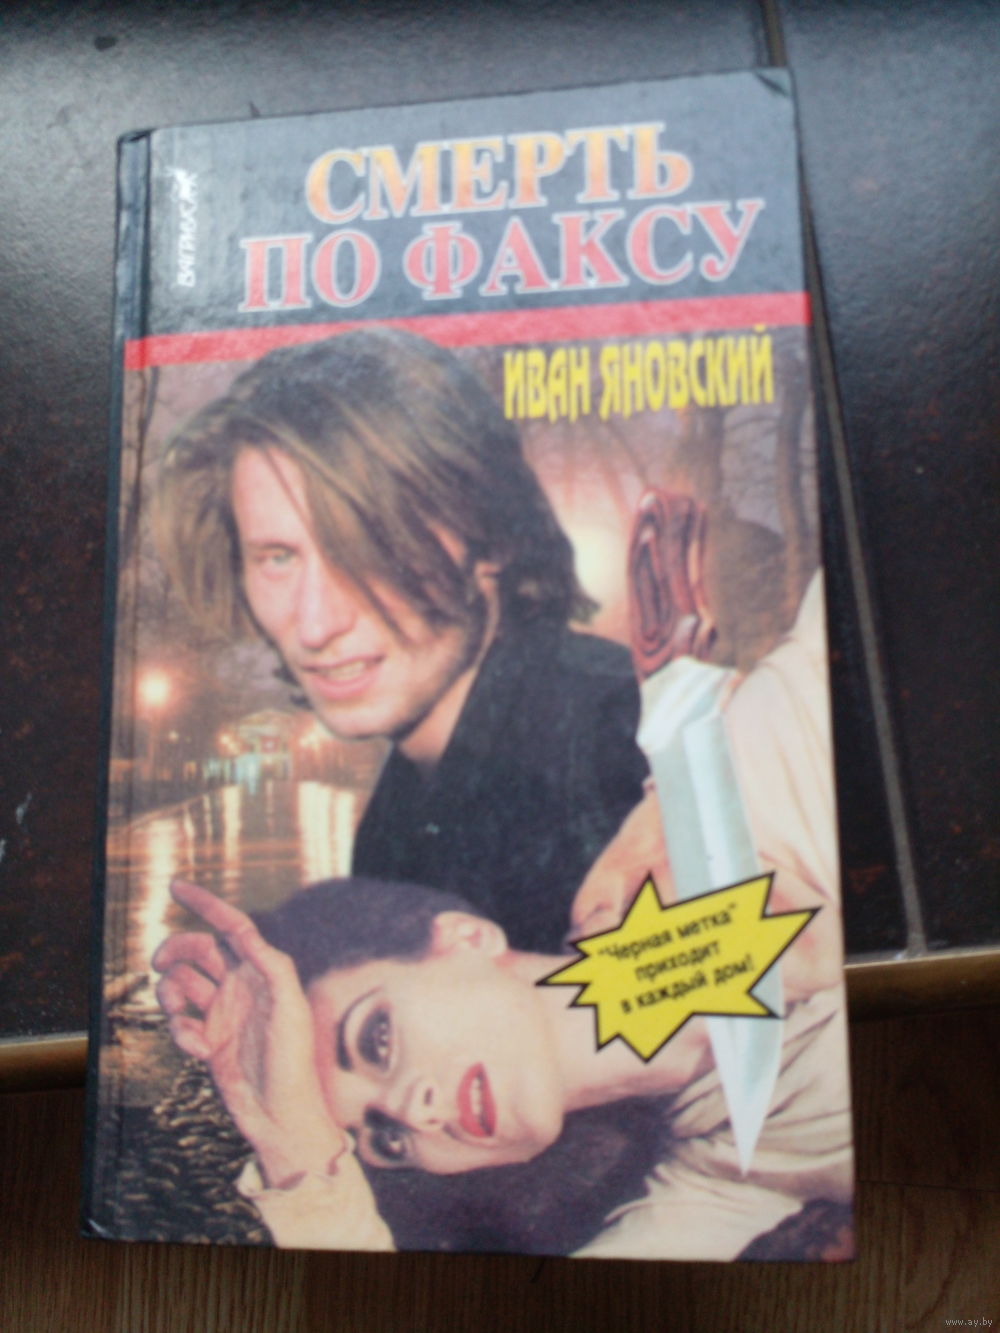 СМЕРТЬ
ПО ФАКСУ
ВАГРИУС
ИВАН ЯНОВСКИЙ
"Черная метка"
приходит
в каждый дом!
www.ay.by